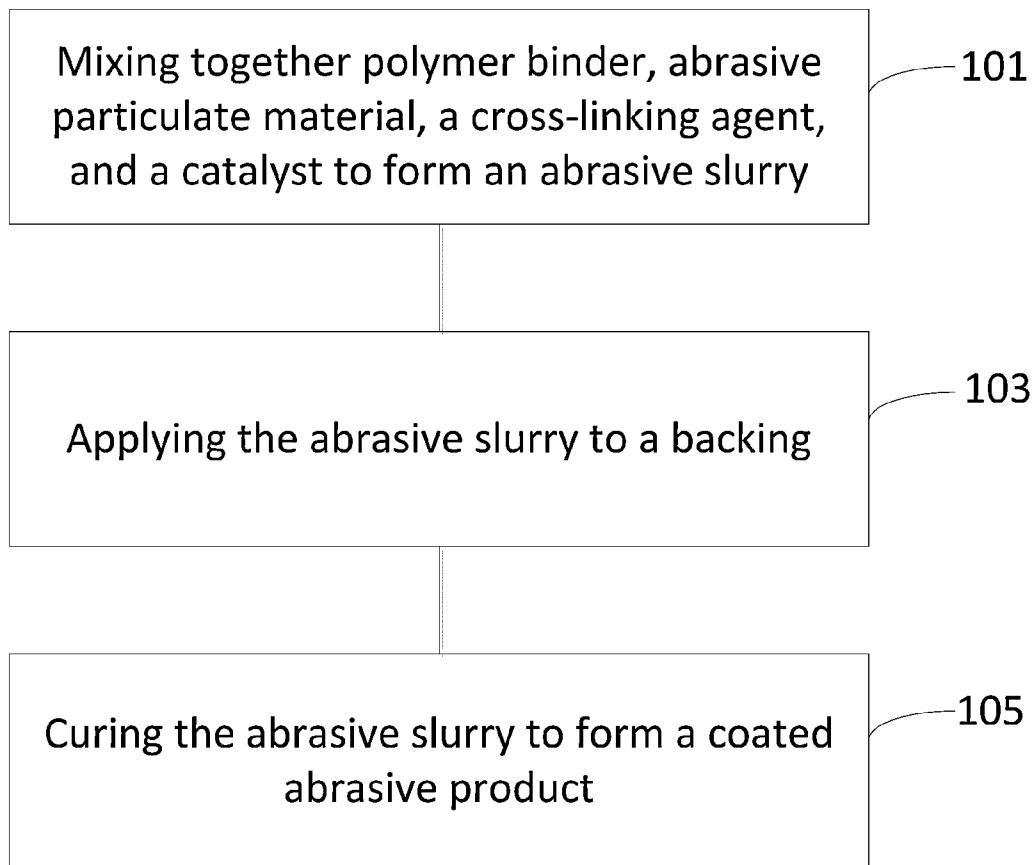 Mixing together polymer binder, abrasive
particulate material, a cross-linking agent,
and a catalyst to form an abrasive slurry
101
Applying the abrasive slurry to a backing
103
Curing the abrasive slurry to form a coated
abrasive product
105